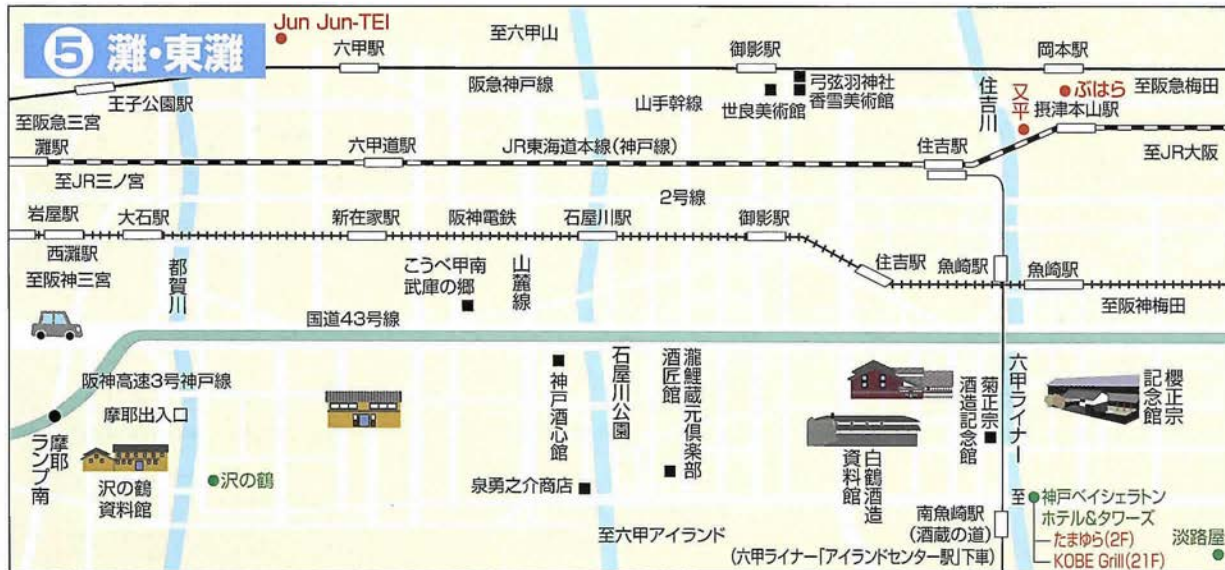 ⑤ 灘・東灘
Jun Jun-TEI
六甲駅
至六甲山
御影駅
岡本駅
王子公園駅
阪急神戸線
山手幹線
世良美術館
弓弦羽神社
香雪美術館
住吉川
又平
ぶはら
至阪急梅田
摂津本山駅
至阪急三宮
灘駅
六甲道駅
JR東海道本線(神戸線)
住吉駅
至JR大阪
至JR三ノ宮
2号線
岩屋駅
大石駅
新在家駅
阪神電鉄
石屋川駅
御影駅
西灘駅
至阪神三宮
都賀川
こうべ甲南
武庫の郷
山麓線
住吉駅
魚崎駅
魚崎駅
至阪神梅田
国道43号線
阪神高速3号神戸線
摩耶出入口
摩耶
ランプ南
沢の鶴
資料館
沢の鶴
神戸酒心館
石屋川公園
瀧鯉蔵元倶楽部
酒匠館
泉勇之介商店
白鶴酒造
資料館
菊正宗
酒造記念館
六甲ライナー
櫻正宗
記念館
至六甲アイランド
南魚崎駅
(酒蔵の道)
(六甲ライナー「アイランドセンター駅」下車)
至
神戸ベイシェラトン
ホテル&タワーズ
たまゆら(2F)
KOBE Grill(21F)
淡路屋